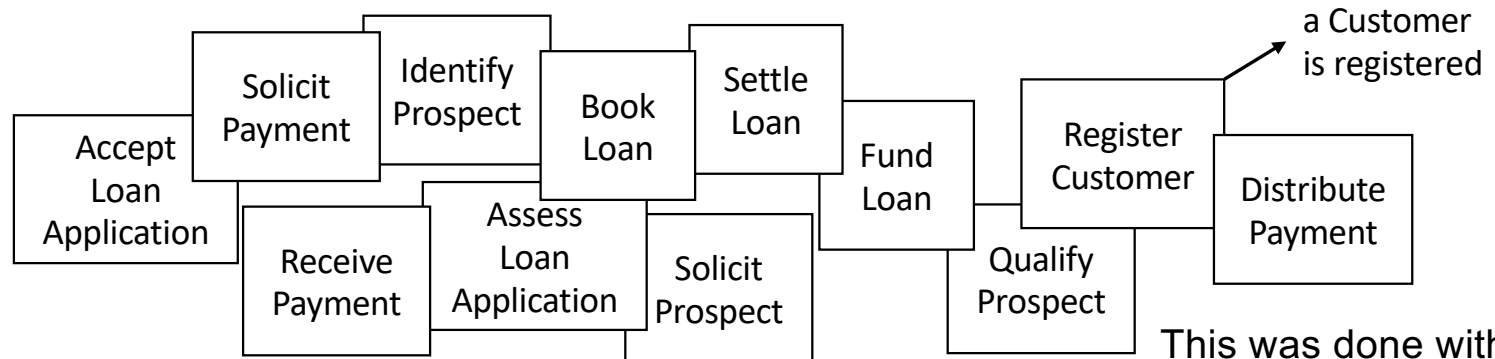 Accept
Loan
Application
Solicit
Payment
Identify
Prospect
Book
Loan
Settle
Loan
Fund
Loan
Register
Customer
a Customer
is registered
Distribute
Payment
Receive
Payment
Assess
Loan
Application
Solicit
Prospect
Qualify
Prospect
This was done with